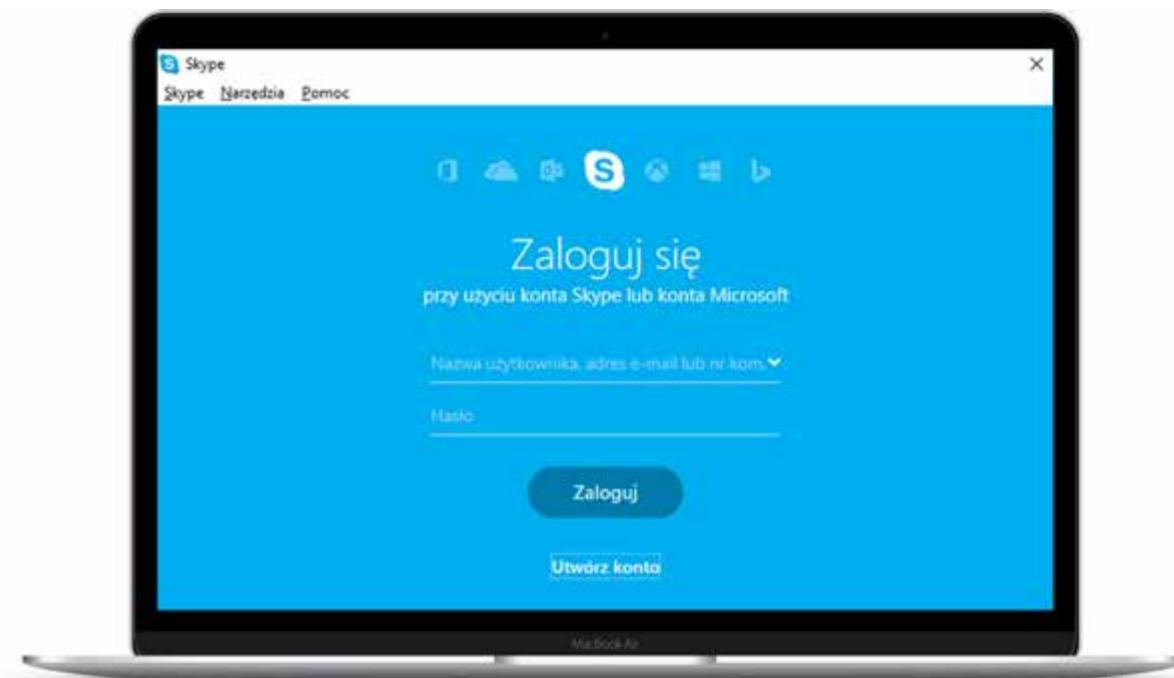 Skype
Skype Narzędzia Pomoc
Zaloguj się
przy użyciu konta Skype lub konta Microsoft
Nazwa użytkownika, adres e-mail lub nr kom.
Hasło
Zaloguj
Utwórz konto
MacBook Air